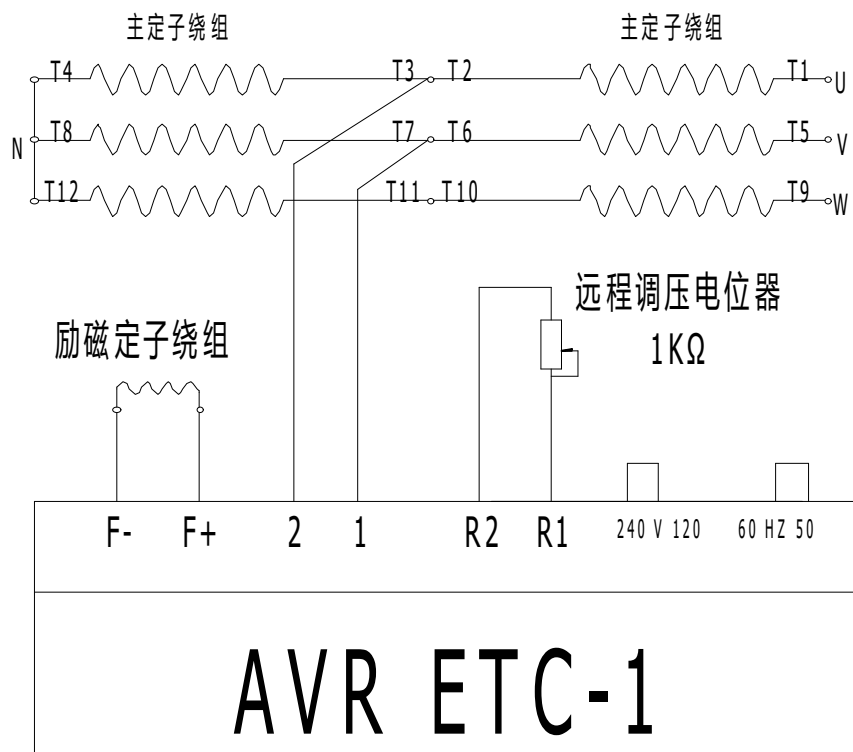 主定子绕组 主定子绕组
T4 T3 T2 T1 U
N T8 T7 T6 T5 V
T12 T11 T10 T9 W
远程调压电位器
励磁定子绕组 1KΩ
F- F+ 2 1 R2 R1 240 V 120 60 HZ 50
AVR ETC-1